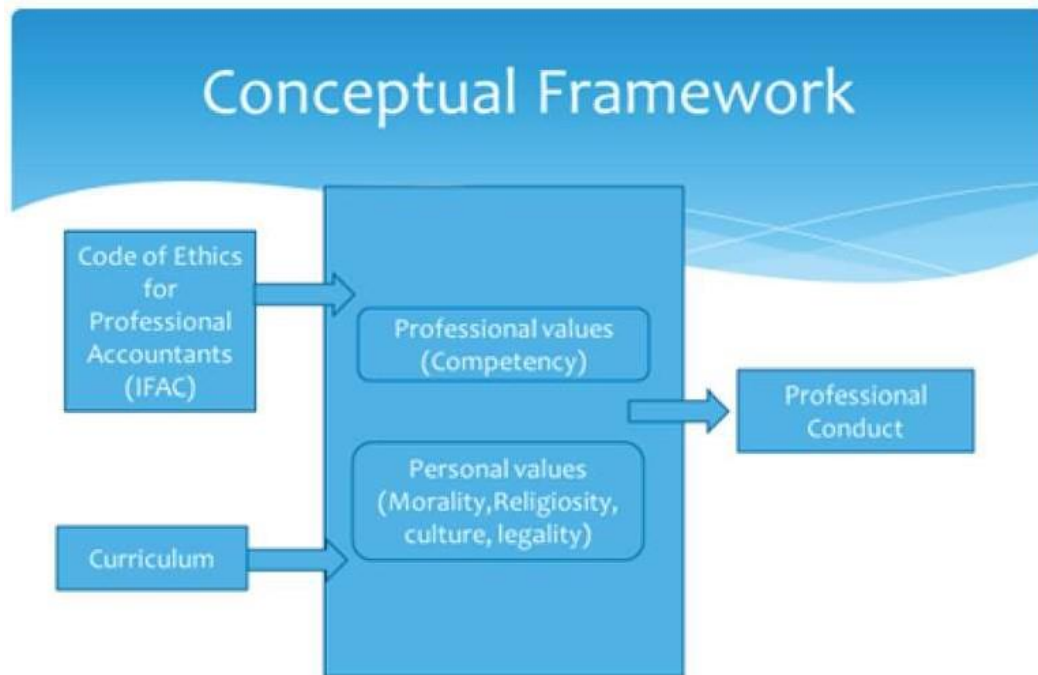 Conceptual Framework
Code of Ethics
for
Professional
Accountants
(IFAC)
Professional values
(Competency)
Professional
Conduct
Personal values
(Morality,Religiosity,
culture, legality)
Curriculum